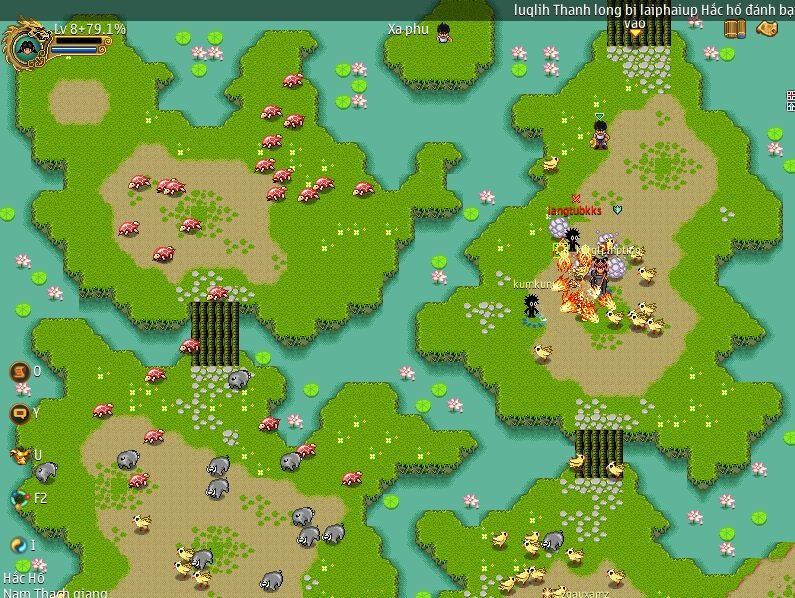 luqlih Thanh long bị laiphaiup Hắc hổ đánh bạ
Lv 8+79.1%
Xa phu
vào
langtubkks
kumkun
O
Y
U
F2
I
Hắc Hổ
Nam Thạch giang